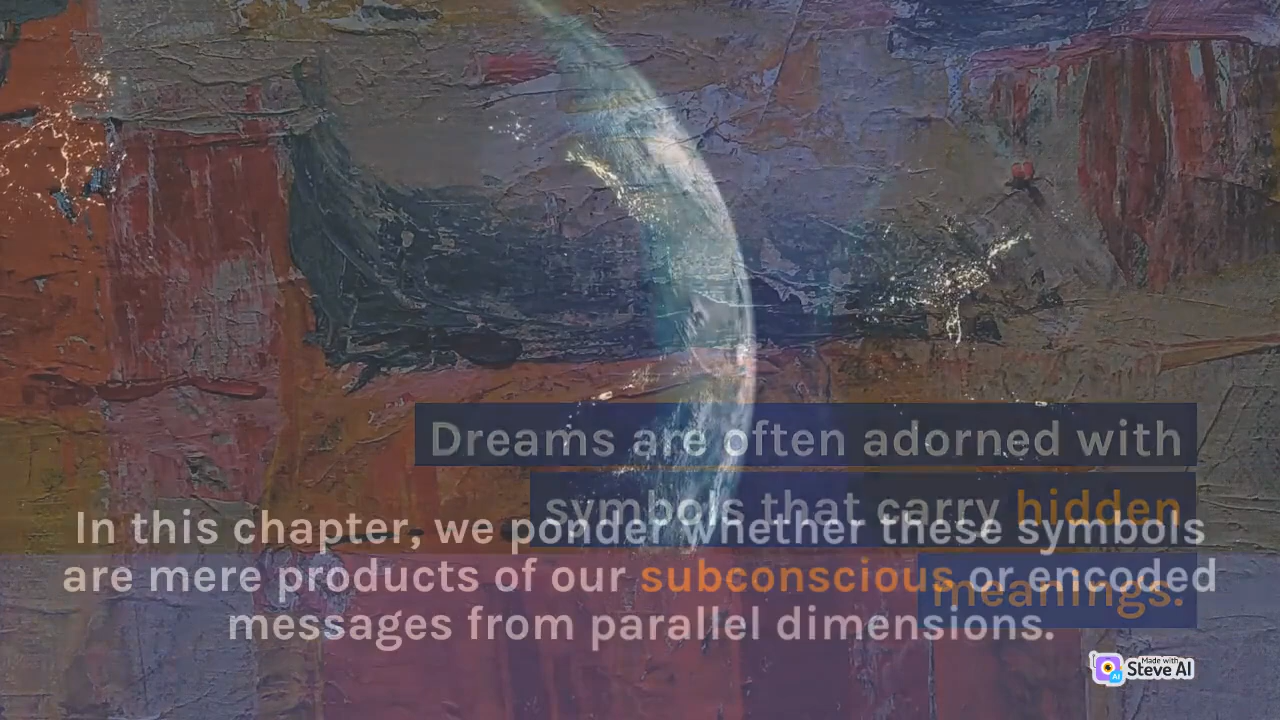 Dreams are often adorned with
symbols that carry hidden
meanings.
In this chapter, we ponder whether these symbols
are mere products of our subconscious or encoded
messages from parallel dimensions.
Made with
Steve AI
AI